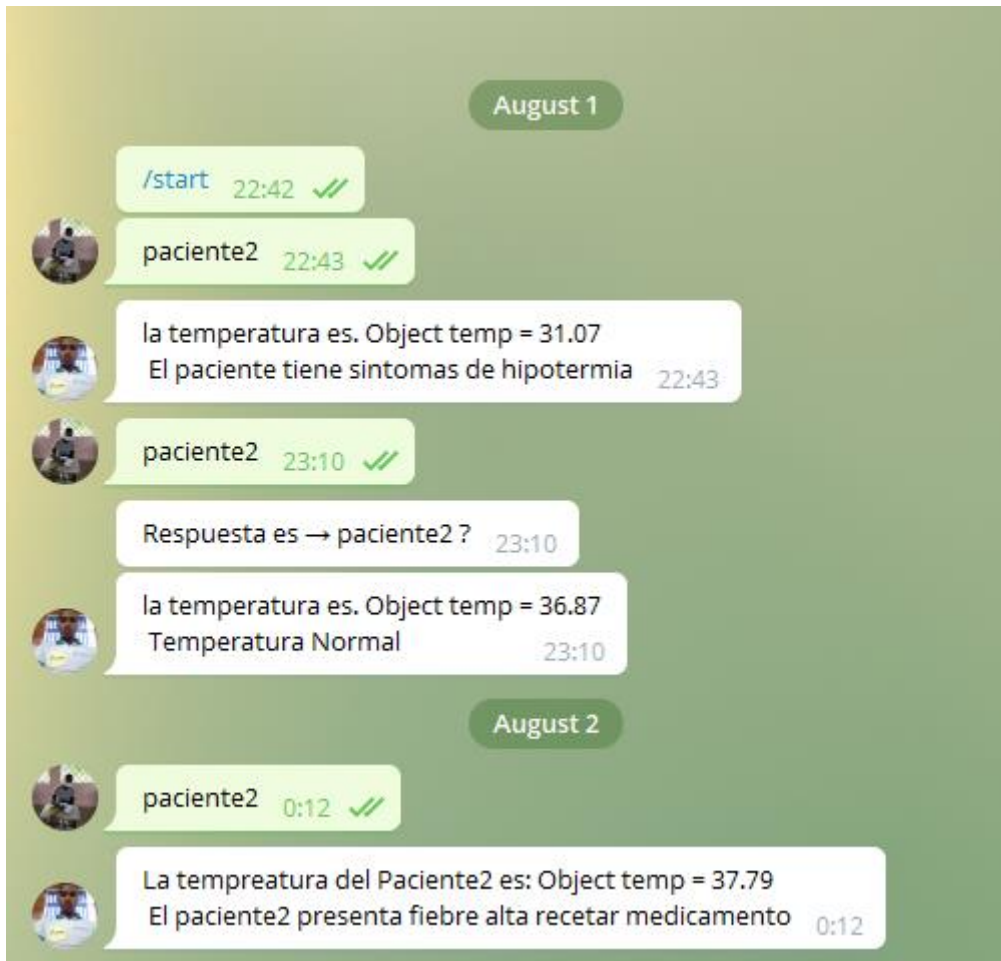 August 1
/start 22:42
paciente2 22:43
la temperatura es. Object temp = 31.07
El paciente tiene sintomas de hipotermia 22:43
paciente2 23:10
Respuesta es → paciente2 ? 23:10
la temperatura es. Object temp = 36.87
Temperatura Normal 23:10
August 2
paciente2 0:12
La tempreatura del Paciente2 es: Object temp = 37.79
El paciente2 presenta fiebre alta recetar medicamento 0:12